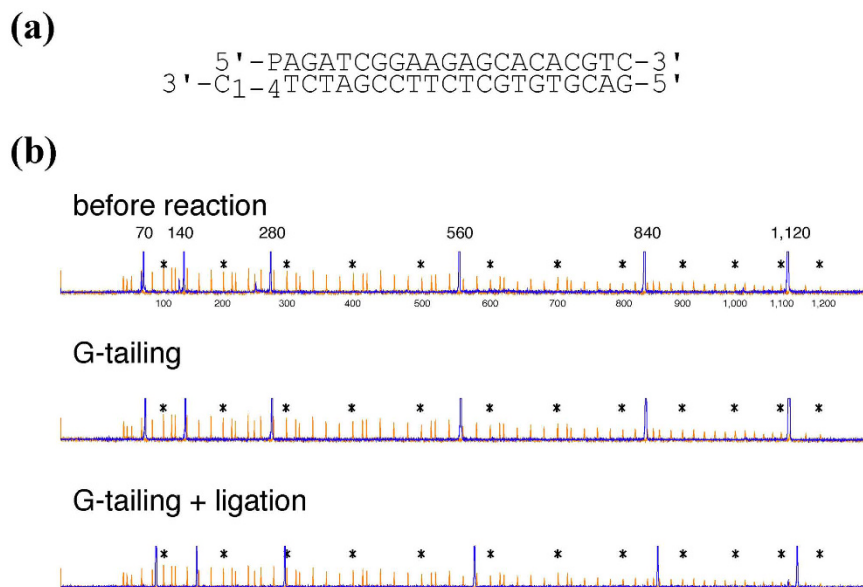 (a)
5'-PAGATCGGAAGAGCACACGTC-3'
3'-C1-4TCTAGCCTTCTCGTGTGCAG-5'
(b)
before reaction
70 140 280 560 840 1,120
* * * * * * * * * * *
100 200 300 400 500 600 700 800 900 1,000 1,100 1,200
G-tailing
* * * * * * * * * * * *
G-tailing + ligation
* * * * * * * * * * * *